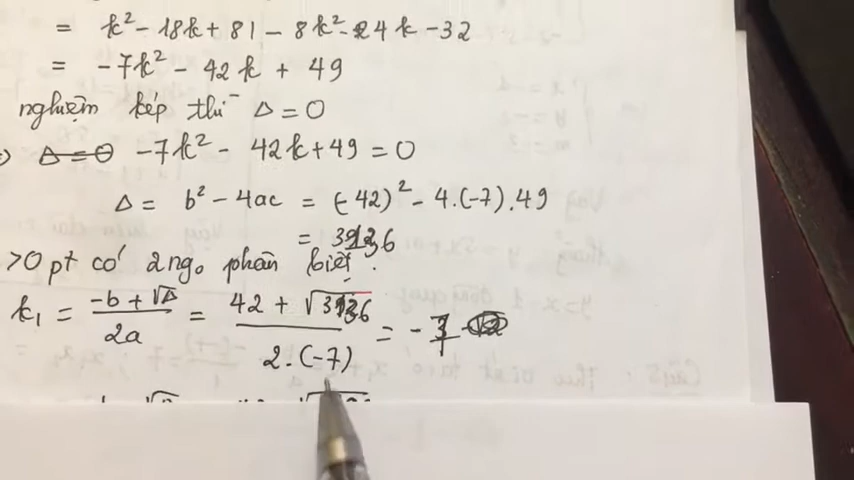 = k² - 18k + 81 - 8k² - 24k - 32
= -7k² - 42k + 49
nghiệm kép thì Δ = 0
-7k² - 42k + 49 = 0
Δ = b² - 4ac = (-42)² - 4.(-7).49
= 3136
>0 pt có 2 ng₀ phân biệt.
k₁ = (-b + √Δ)/2a = (42 + √3136)/(2.(-7)) = -7